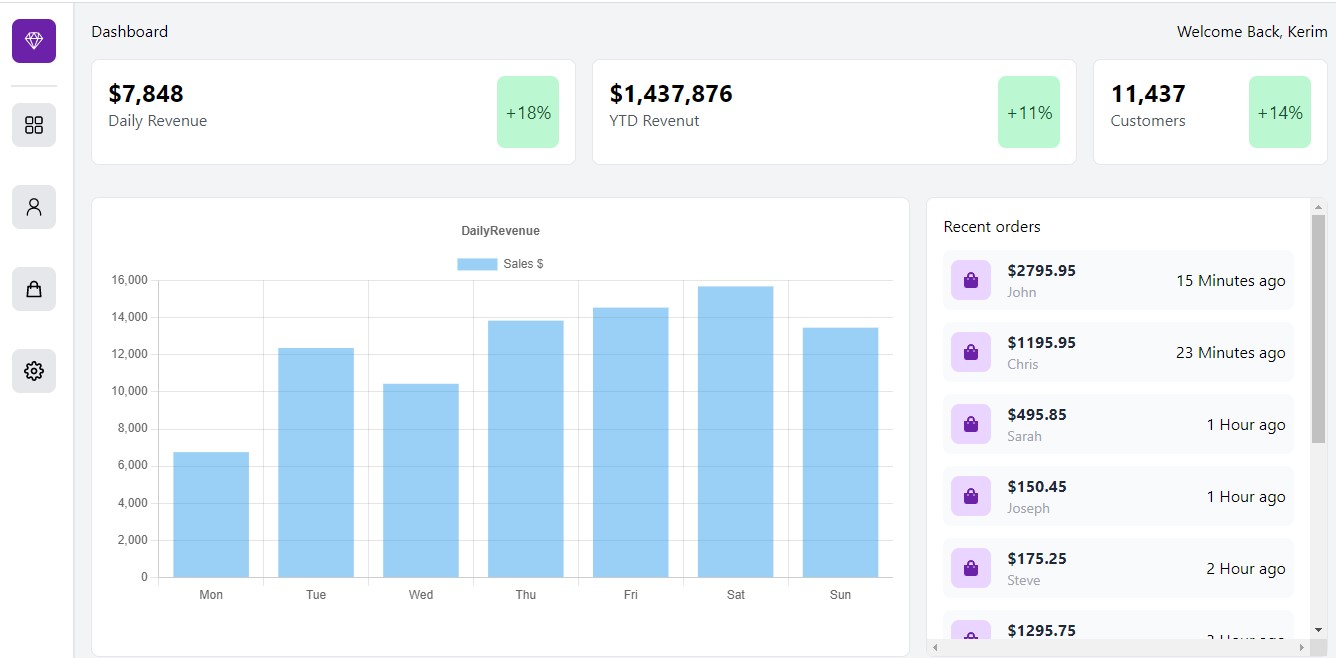 Dashboard
Welcome Back, Kerim
$7,848
Daily Revenue
+18%
$1,437,876
YTD Revenut
+11%
11,437
Customers
+14%
DailyRevenue
Sales $
16,000
14,000
12,000
10,000
8,000
6,000
4,000
2,000
0
Mon Tue Wed Thu Fri Sat Sun
Recent orders
$2795.95
John
15 Minutes ago
$1195.95
Chris
23 Minutes ago
$495.85
Sarah
1 Hour ago
$150.45
Joseph
1 Hour ago
$175.25
Steve
2 Hour ago
$1295.75